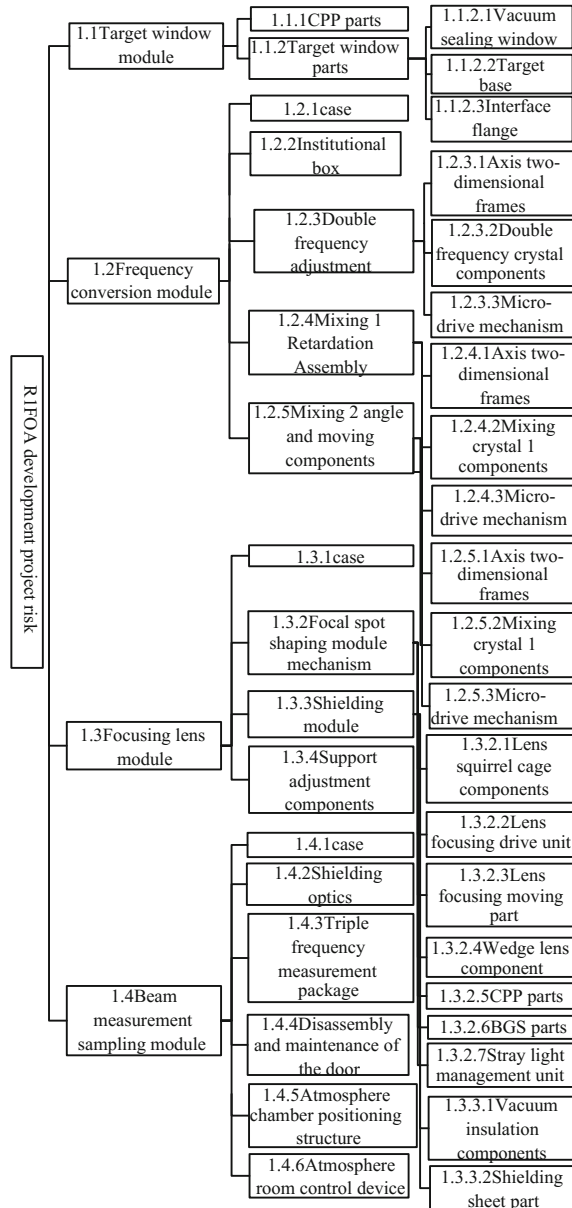 R1FOA development project risk
1.1Target window
module
1.2Frequency
conversion module
1.3Focusing lens
module
1.4Beam
measurement
sampling module
1.1.1CPP parts
1.1.2Target window
parts
1.2.1case
1.2.2Institutional
box
1.2.3Double
frequency
adjustment
1.2.4Mixing 1
Retardation
Assembly
1.2.5Mixing 2 angle
and moving
components
1.3.1case
1.3.2Focal spot
shaping module
mechanism
1.3.3Shielding
module
1.3.4Support
adjustment
components
1.4.1case
1.4.2Shielding
optics
1.4.3Triple
frequency
measurement
package
1.4.4Disassembly
and maintenance of
the door
1.4.5Atmosphere
chamber positioning
structure
1.4.6Atmosphere
room control device
1.1.2.1Vacuum
sealing window
1.1.2.2Target
base
1.1.2.3Interface
flange
1.2.3.1Axis two-
dimensional
frames
1.2.3.2Double
frequency crystal
components
1.2.3.3Micro-
drive mechanism
1.2.4.1Axis two-
dimensional
frames
1.2.4.2Mixing
crystal 1
components
1.2.4.3Micro-
drive mechanism
1.2.5.1Axis two-
dimensional
frames
1.2.5.2Mixing
crystal 1
components
1.2.5.3Micro-
drive mechanism
1.3.2.1Lens
squirrel cage
components
1.3.2.2Lens
focusing drive unit
1.3.2.3Lens
focusing moving
part
1.3.2.4Wedge lens
component
1.3.2.5CPP parts
1.3.2.6BGS parts
1.3.2.7Stray light
management unit
1.3.3.1Vacuum
insulation
components
1.3.3.2Shielding
sheet part